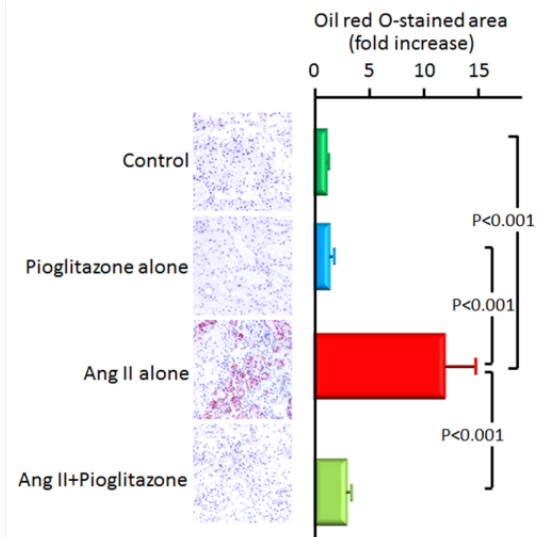 Oil red O-stained area
(fold increase)
0 5 10 15
Control
P<0.001
Pioglitazone alone
P<0.001
Ang II alone
P<0.001
Ang II+Pioglitazone